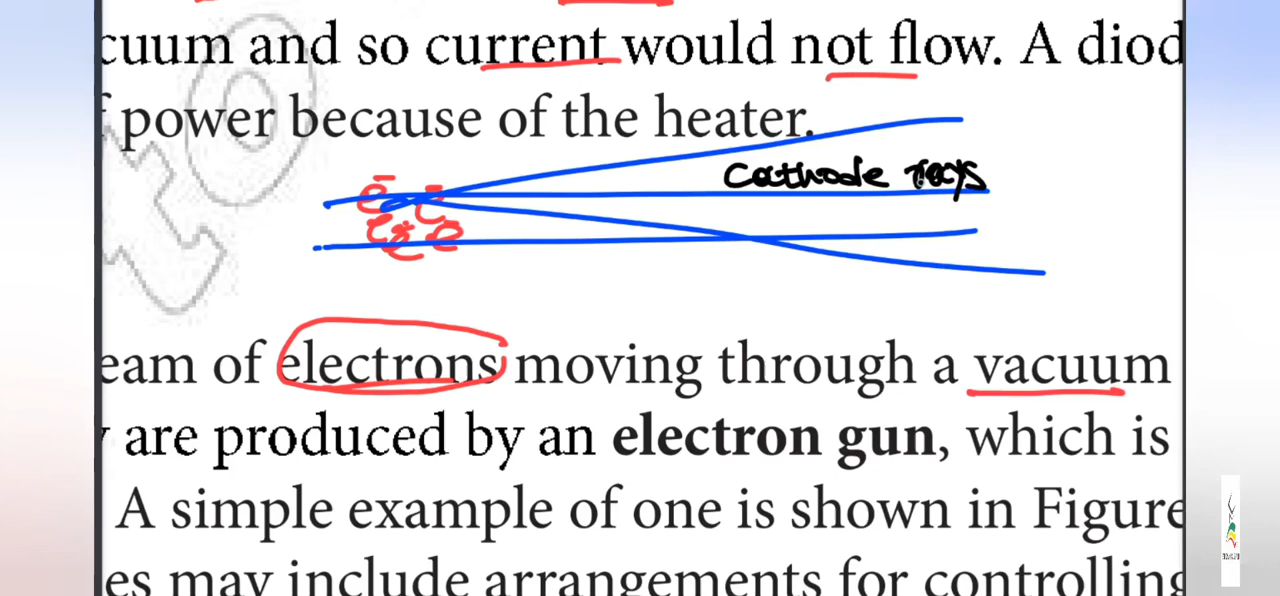 cuum and so current would not flow. A diod
f power because of the heater.
cathode rays
e⁻ e⁻
e e e
eam of electrons moving through a vacuum
y are produced by an electron gun, which is
A simple example of one is shown in Figure
es may include arrangements for controlling